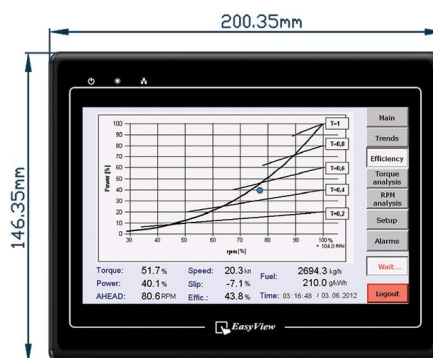 200.35mm
146.35mm
Power [%]
100
90
80
70
60
50
40
30
20
10
0
30
40
50
60
70
80
90
100 %
rpm [%]
* 104.0 RPM
T=1
T=0,8
T=0,6
T=0,4
T=0,2
Main
Trends
Efficiency
Torque
analysis
RPM
analysis
Setup
Alarms
Wait...
Logout
Torque: 51.7 % Speed: 20.3 kn Fuel: 2694.3 kg/h
Power: 40.1 % Slip: -7.1 % 210.0 g/kWh
AHEAD: 80.6 RPM Effic.: 43.8 % Time: 03:16:48 / 03.06.2012
EasyView